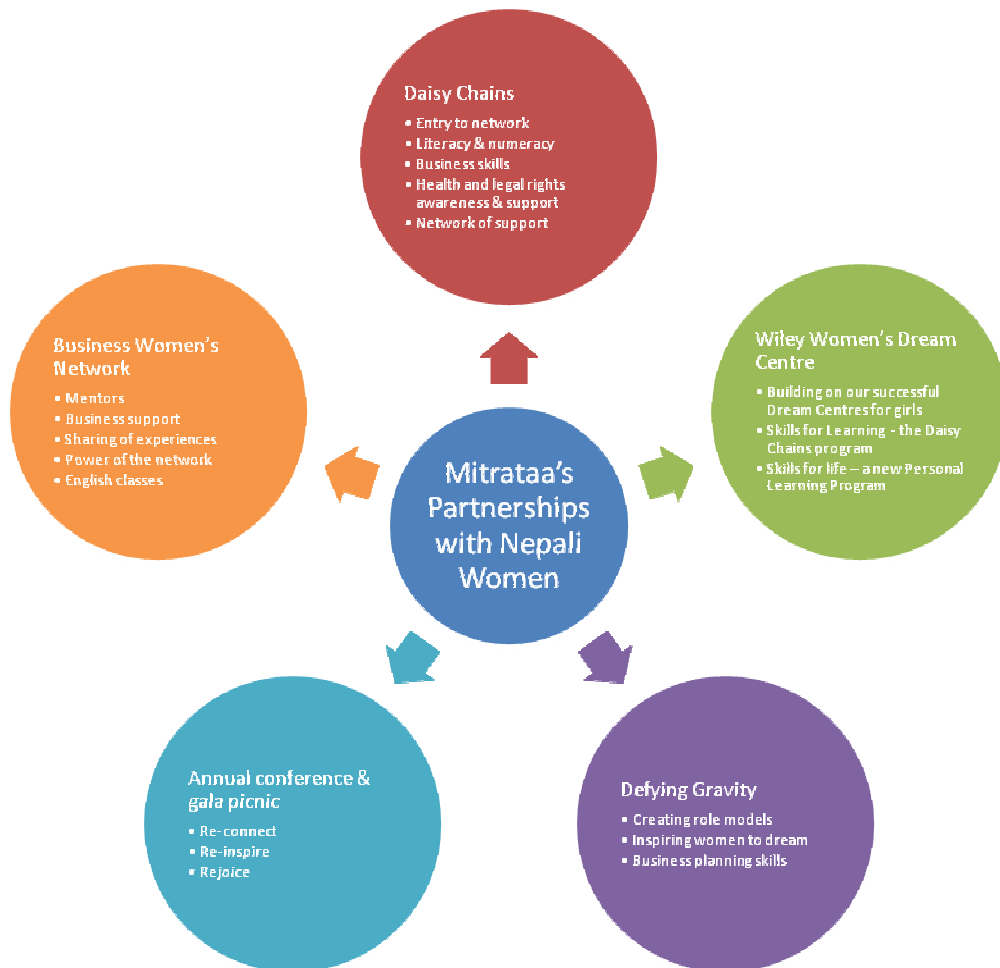 Daisy Chains
• Entry to network
• Literacy & numeracy
• Business skills
• Health and legal rights
awareness & support
• Network of support
Wiley Women's Dream
Centre
• Building on our successful
Dream Centres for girls
• Skills for Learning - the Daisy
Chains program
• Skills for life – a new Personal
Learning Program
Defying Gravity
• Creating role models
• Inspiring women to dream
• Business planning skills
Annual conference &
gala picnic
• Re-connect
• Re-inspire
• Rejoice
Business Women's
Network
• Mentors
• Business support
• Sharing of experiences
• Power of the network
• English classes
Mitrataa's
Partnerships
with Nepali
Women